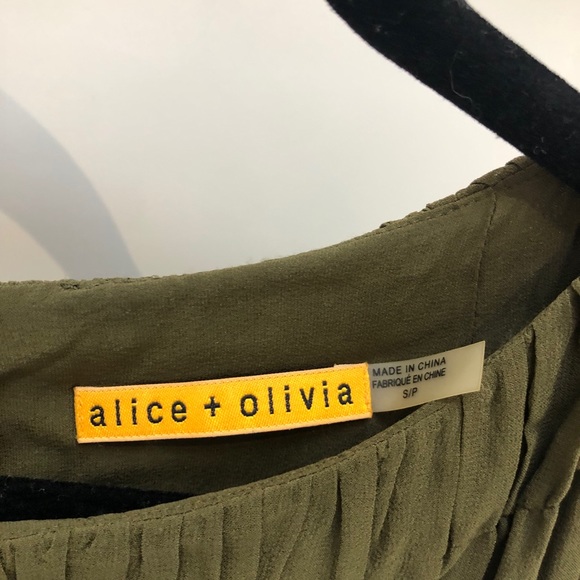 alice + olivia
MADE IN CHINA
FABRIQUÉ EN CHINE
S/P